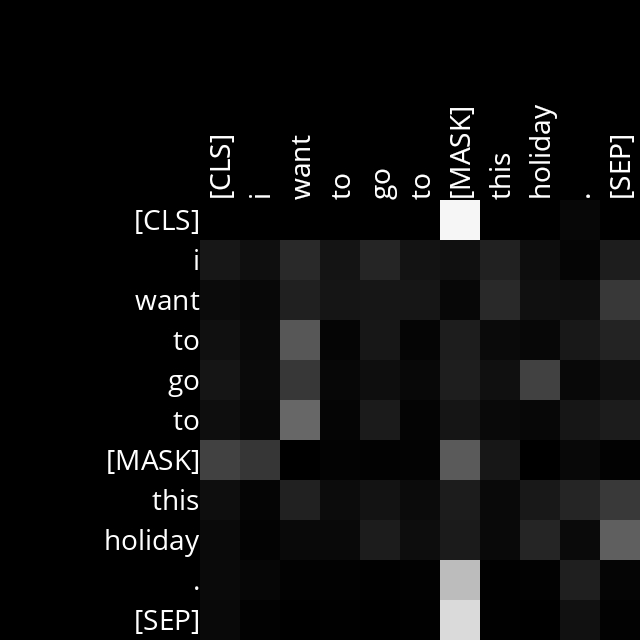 [CLS]
i
want
to
go
to
[MASK]
this
holiday
.
[SEP]
[CLS]
i
want
to
go
to
[MASK]
this
holiday
.
[SEP]